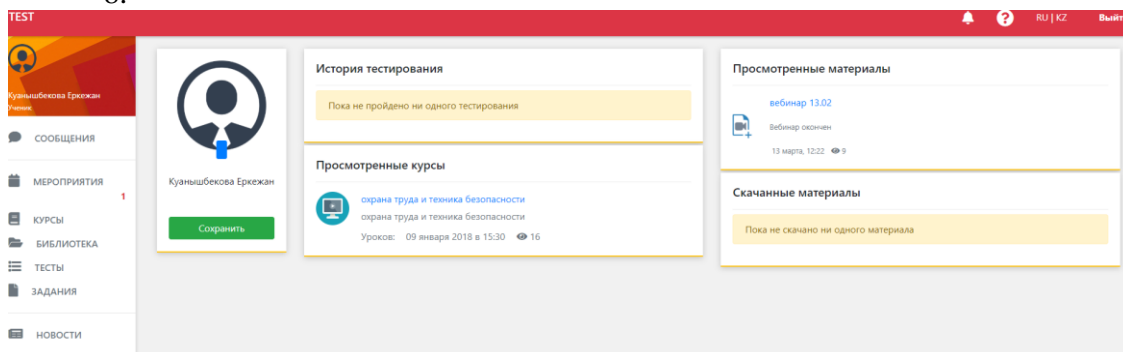 TEST
RU | KZ
Выйт
Куанышбекова Еркежан
Ученик
СООБЩЕНИЯ
МЕРОПРИЯТИЯ
1
КУРСЫ
БИБЛИОТЕКА
ТЕСТЫ
ЗАДАНИЯ
НОВОСТИ
Куанышбекова Еркежан
Сохранить
История тестирования
Пока не пройдено ни одного тестирования
Просмотренные курсы
охрана труда и техника безопасности
охрана труда и техника безопасности
Уроков: 09 января 2018 в 15:30 16
Просмотренные материалы
вебинар 13.02
Вебинар окончен
13 марта, 12:22 9
Скачанные материалы
Пока не скачано ни одного материала